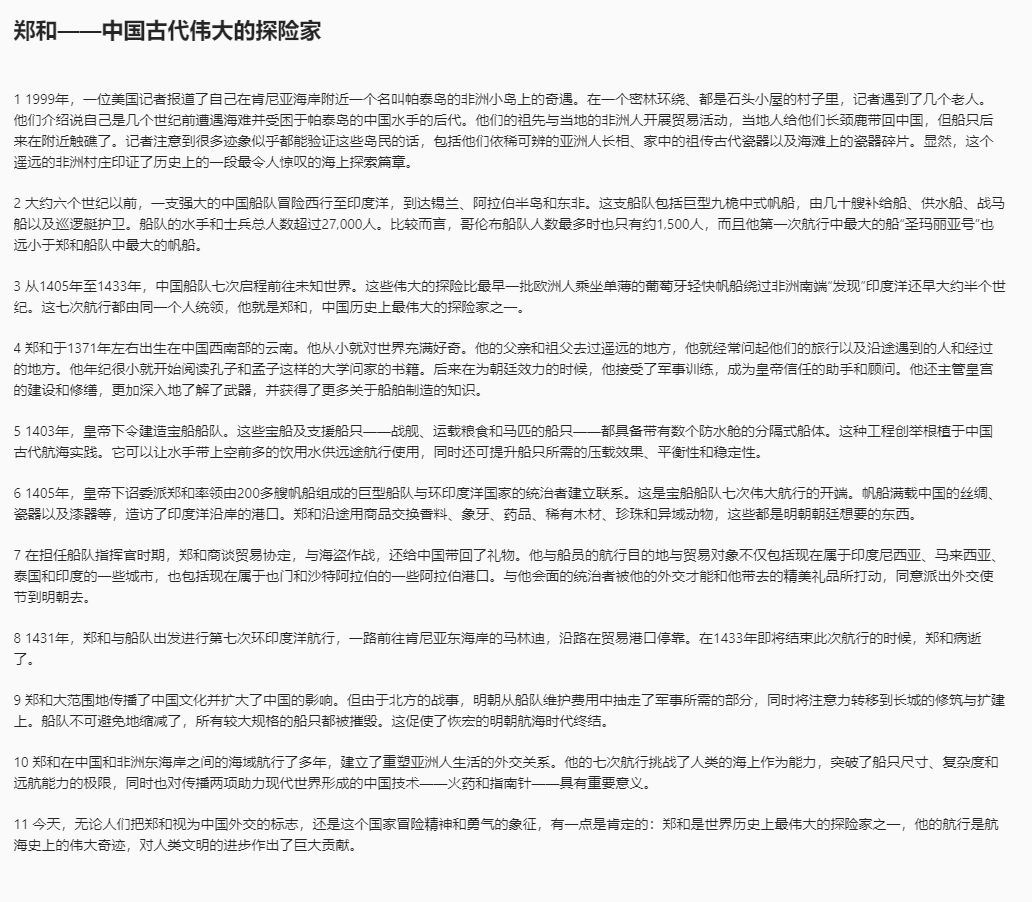 郑和——中国古代伟大的探险家
1 1999年，一位美国记者报道了自己在肯尼亚海岸附近一个名叫帕泰岛的非洲小岛上的奇遇。在一个密林环绕、都是石头小屋的村子里，记者遇到了几个老人。
他们介绍说自己是几个世纪前遭遇海难并受困于帕泰岛的中国水手的后代。他们的祖先与当地的非洲人开展贸易活动，当地人给他们长颈鹿带回中国，但船只后
来在附近触礁了。记者注意到很多迹象似乎都能验证这些岛民的话，包括他们依稀可辨的亚洲人长相、家中的祖传古代瓷器以及海滩上的瓷器碎片。显然，这个
遥远的非洲村庄印证了历史上的一段最令人惊叹的海上探索篇章。
2 大约六个世纪以前，一支强大的中国船队冒险西行至印度洋，到达锡兰、阿拉伯半岛和东非。这支船队包括巨型九桅中式帆船，由几十艘补给船、供水船、战马
船以及巡逻艇护卫。船队的水手和士兵总人数超过27,000人。比较而言，哥伦布船队人数最多时也只有约1,500人，而且他第一次航行中最大的船“圣玛丽亚号”也
远小于郑和船队中最大的帆船。
3 从1405年至1433年，中国船队七次启程前往未知世界。这些伟大的探险比最早一批欧洲人乘坐单薄的葡萄牙轻快帆船绕过非洲南端“发现”印度洋还早大约半个世
纪。这七次航行都由同一个人统领，他就是郑和，中国历史上最伟大的探险家之一。
4 郑和于1371年左右出生在中国西南部的云南。他从小就对世界充满好奇。他的父亲和祖父去过遥远的地方，他就经常问起他们的旅行以及沿途遇到的人和经过
的地方。他年纪很小就开始阅读孔子和孟子这样的大学问家的书籍。后来在为朝廷效力的时候，他接受了军事训练，成为皇帝信任的助手和顾问。他还主管皇宫
的建设和修缮，更加深入地了解了武器，并获得了更多关于船舶制造的知识。
5 1403年，皇帝下令建造宝船船队。这些宝船及支援船只——战舰、运载粮食和马匹的船只——都具备带有数个防水舱的分隔式船体。这种工程创举根植于中国
古代航海实践。它可以让水手带上空前多的饮用水供远途航行使用，同时还可提升船只所需的压载效果、平衡性和稳定性。
6 1405年，皇帝下诏委派郑和率领由200多艘帆船组成的巨型船队与环印度洋国家的统治者建立联系。这是宝船船队七次伟大航行的开端。帆船满载中国的丝绸、
瓷器以及漆器等，造访了印度洋沿岸的港口。郑和沿途用商品交换香料、象牙、药品、稀有木材、珍珠和异域动物，这些都是明朝朝廷想要的东西。
7 在担任船队指挥官时期，郑和商谈贸易协定，与海盗作战，还给中国带回了礼物。他与船员的航行目的地与贸易对象不仅包括现在属于印度尼西亚、马来西亚、
泰国和印度的一些城市，也包括现在属于也门和沙特阿拉伯的一些阿拉伯港口。与他会面的统治者被他的外交才能和他带去的精美礼品所打动，同意派出外交使
节到明朝去。
8 1431年，郑和与船队出发进行第七次环印度洋航行，一路前往肯尼亚东海岸的马林迪，沿路在贸易港口停靠。在1433年即将结束此次航行的时候，郑和病逝
了。
9 郑和大范围地传播了中国文化并扩大了中国的影响。但由于北方的战事，明朝从船队维护费用中抽走了军事所需的部分，同时将注意力转移到长城的修筑与扩建
上。船队不可避免地缩减了，所有较大规格的船只都被摧毁。这促使了恢宏的明朝航海时代终结。
10 郑和在中国和非洲东海岸之间的海域航行了多年，建立了重塑亚洲人生活的外交关系。他的七次航行挑战了人类的海上作为能力，突破了船只尺寸、复杂度和
远航能力的极限，同时也对传播两项助力现代世界形成的中国技术——火药和指南针——具有重要意义。
11 今天，无论人们把郑和视为中国外交的标志，还是这个国家冒险精神和勇气的象征，有一点是肯定的：郑和是世界历史上最伟大的探险家之一，他的航行是航
海史上的伟大奇迹，对人类文明的进步作出了巨大贡献。